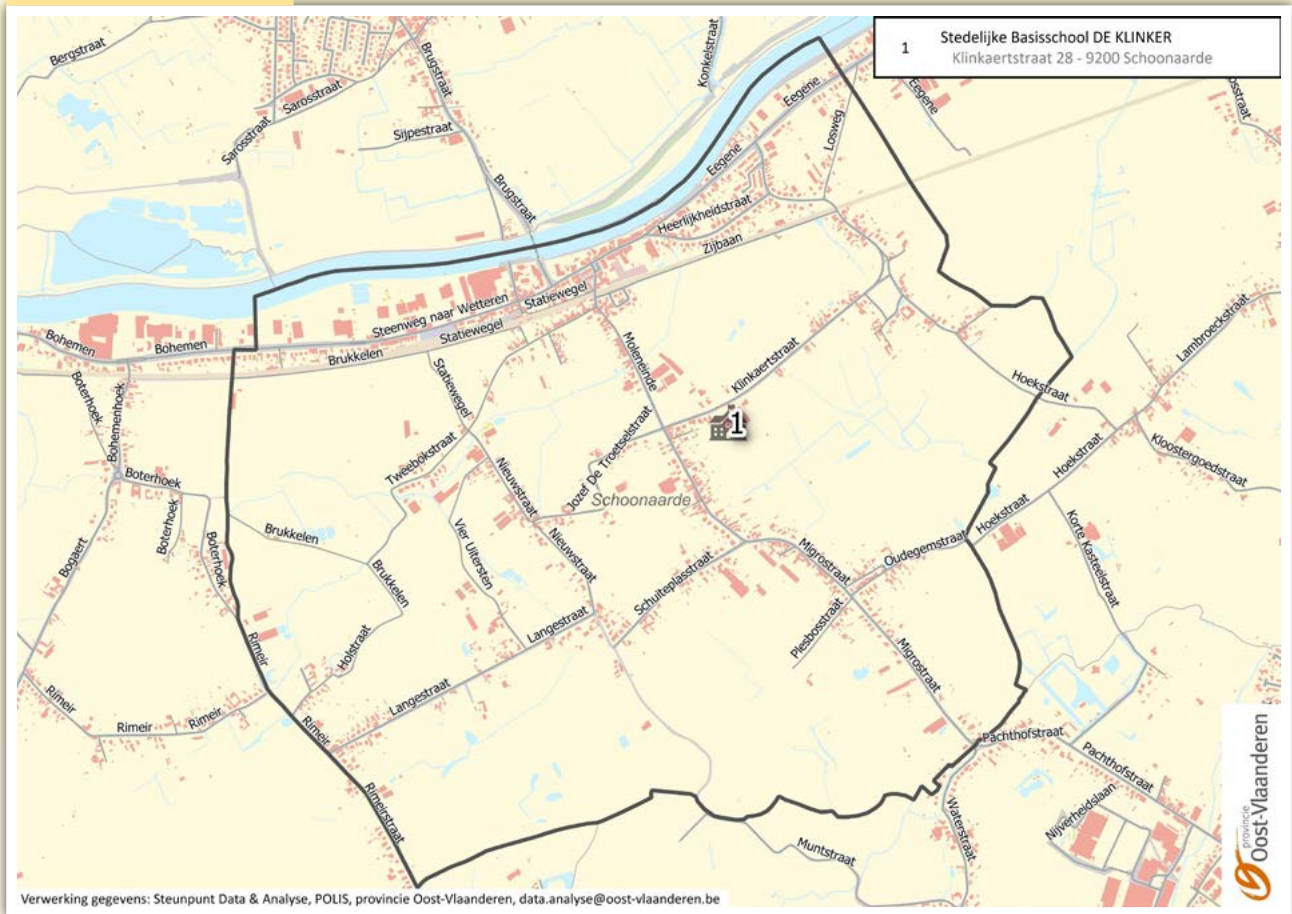 1 Stedelijke Basisschool DE KLINKER
Klinkaertstraat 28 - 9200 Schoonaarde
Bergstraat
Brugstraat
Konkelstraat
Sarosstraat
Sarosstraat
Sijpestraat
Brugstraat
Eegene
Eegene
Losweg
Eegene
Heerlijkheidstraat
Zijbaan
Steenweg naar Wetteren
Statiewegel
Statiewegel
Bohemen
Bohemen
Brukkelen
Moleneinde
Klinkaertstraat
1
Lambroeckstraat
Hoekstraat
Hoekstraat
Hoekstraat
Kloostergoedstraat
Boterhoek
Bohemenhoek
Boterhoek
Boterhoek
Boterhoek
Bogaert
Statiewegel
Tweebokstraat
Jozef De Troetselstraat
Nieuwstraat
Schoonaarde
Nieuwstraat
Vier Uitersten
Brukkelen
Brukkelen
Holstraat
Schuiteplasstraat
Migrostraat
Oudegemstraat
Korte Kasteelstraat
Plesbosstraat
Migrostraat
Langestraat
Langestraat
Rimeir
Rimeir
Rimeir
Rimeir
Rimeir
Rimeirstraat
Pachthofstraat
Pachthofstraat
Nijverheidslaan
Waterstraat
Muntstraat
provincie
Oost-Vlaanderen
Verwerking gegevens: Steunpunt Data & Analyse, POLIS, provincie Oost-Vlaanderen, data.analyse@oost-vlaanderen.be